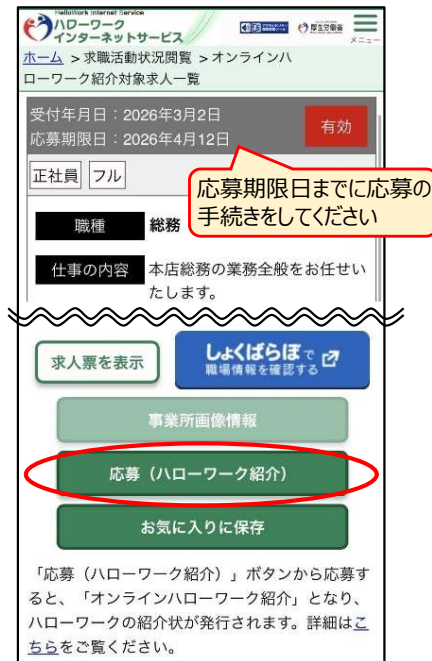 HelloWork Internet Service
ハローワーク
インターネットサービス
厚生労働省
メニュー
ホーム > 求職活動状況閲覧 > オンラインハ
ローワーク紹介対象求人一覧
受付年月日：2026年3月2日
応募期限日：2026年4月12日
有効
正社員 フル
応募期限日までに応募の
手続きをしてください
職種 総務
仕事の内容 本店総務の業務全般をお任せい
たします。
求人票を表示
しょくばらぼで
職場情報を確認する
事業所画像情報
応募（ハローワーク紹介）
お気に入りに保存
「応募（ハローワーク紹介）」ボタンから応募す
ると、「オンラインハローワーク紹介」となり、
ハローワークの紹介状が発行されます。詳細はこ
ちらをご覧ください。